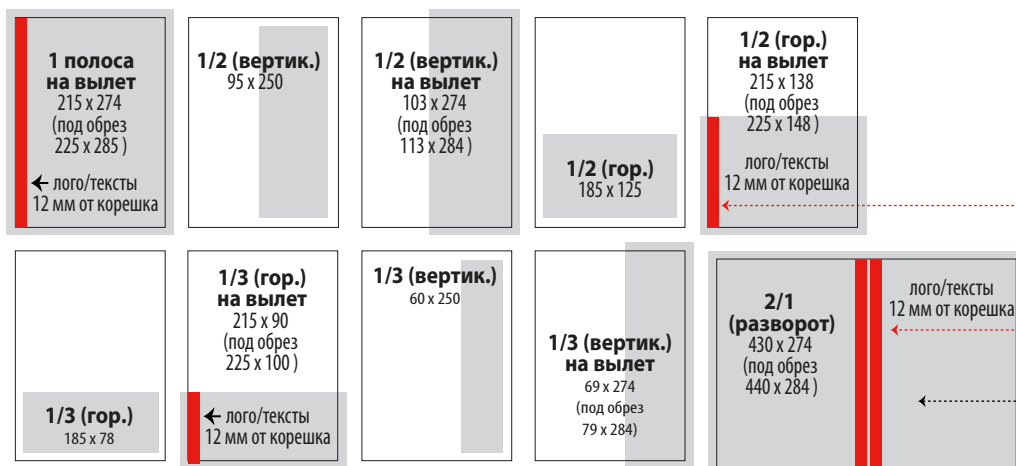 1 полоса
на вылет
215 x 274
(под обрез
225 x 285 )
лого/тексты
12 мм от корешка
1/2 (вертик.)
95 x 250
1/2 (вертик.)
на вылет
103 x 274
(под обрез
113 x 284 )
1/2 (гор.)
185 x 125
1/2 (гор.)
на вылет
215 x 138
(под обрез
225 x 148 )
лого/тексты
12 мм от корешка
1/3 (гор.)
185 x 78
1/3 (гор.)
на вылет
215 x 90
(под обрез
225 x 100 )
лого/тексты
12 мм от корешка
1/3 (вертик.)
60 x 250
1/3 (вертик.)
на вылет
69 x 274
(под обрез
79 x 284)
2/1
(разворот)
430 x 274
(под обрез
440 x 284 )
лого/тексты
12 мм от корешка